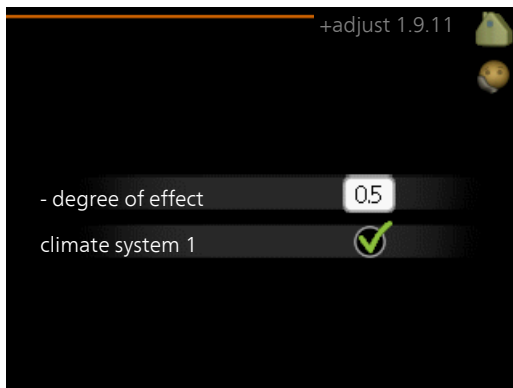 +adjust 1.9.11
- degree of effect
0.5
climate system 1